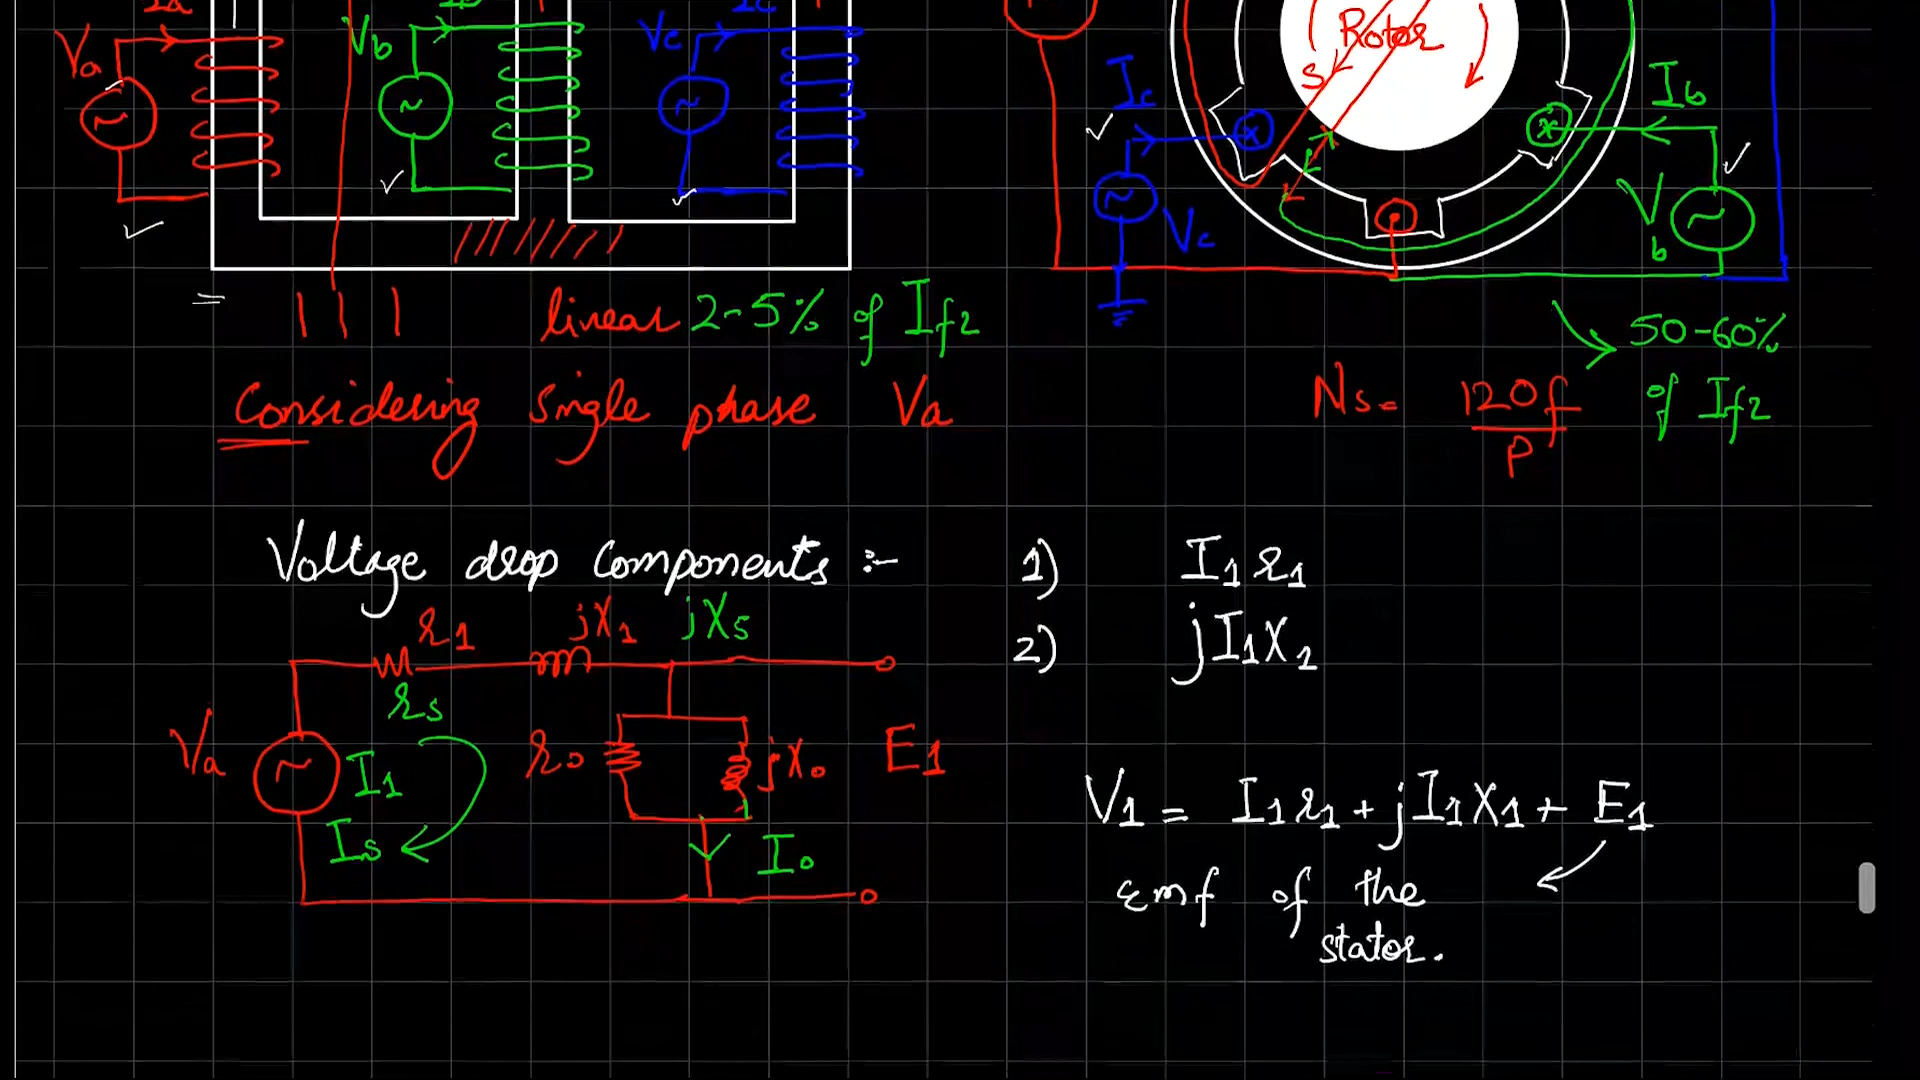 Va
Vb
Vc
Rotor
S
Ic
Ib
Vc
Vb
linear 2-5% of If2
50-60% of If2
Considering single phase Va
Ns = 120f/P
Voltage drop components :-
1) I1r1
2) jI1X1
r1 jX1 jXs
rs
Va I1 r0 jX0 E1
Is I0
V1 = I1r1 + jI1X1 + E1
emf of the
stator.